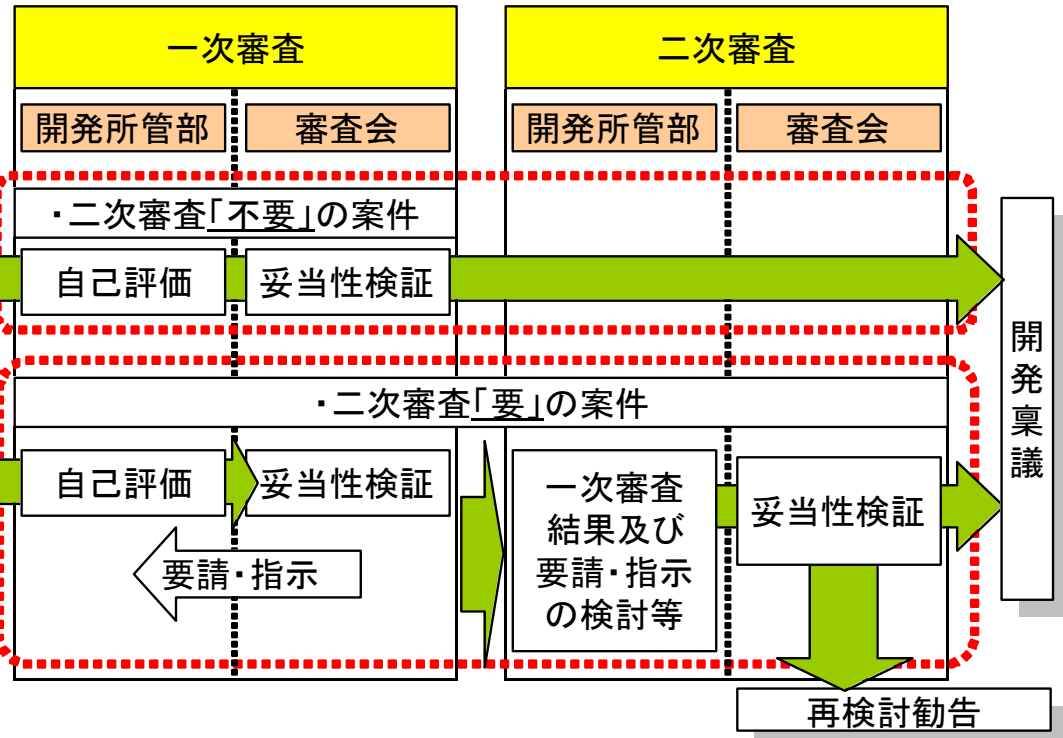 一次審査
二次審査
開発所管部
審査会
開発所管部
審査会
・二次審査「不要」の案件
自己評価
妥当性検証
・二次審査「要」の案件
自己評価
妥当性検証
要請・指示
一次審査
結果及び
要請・指示
の検討等
妥当性検証
開発稟議
再検討勧告